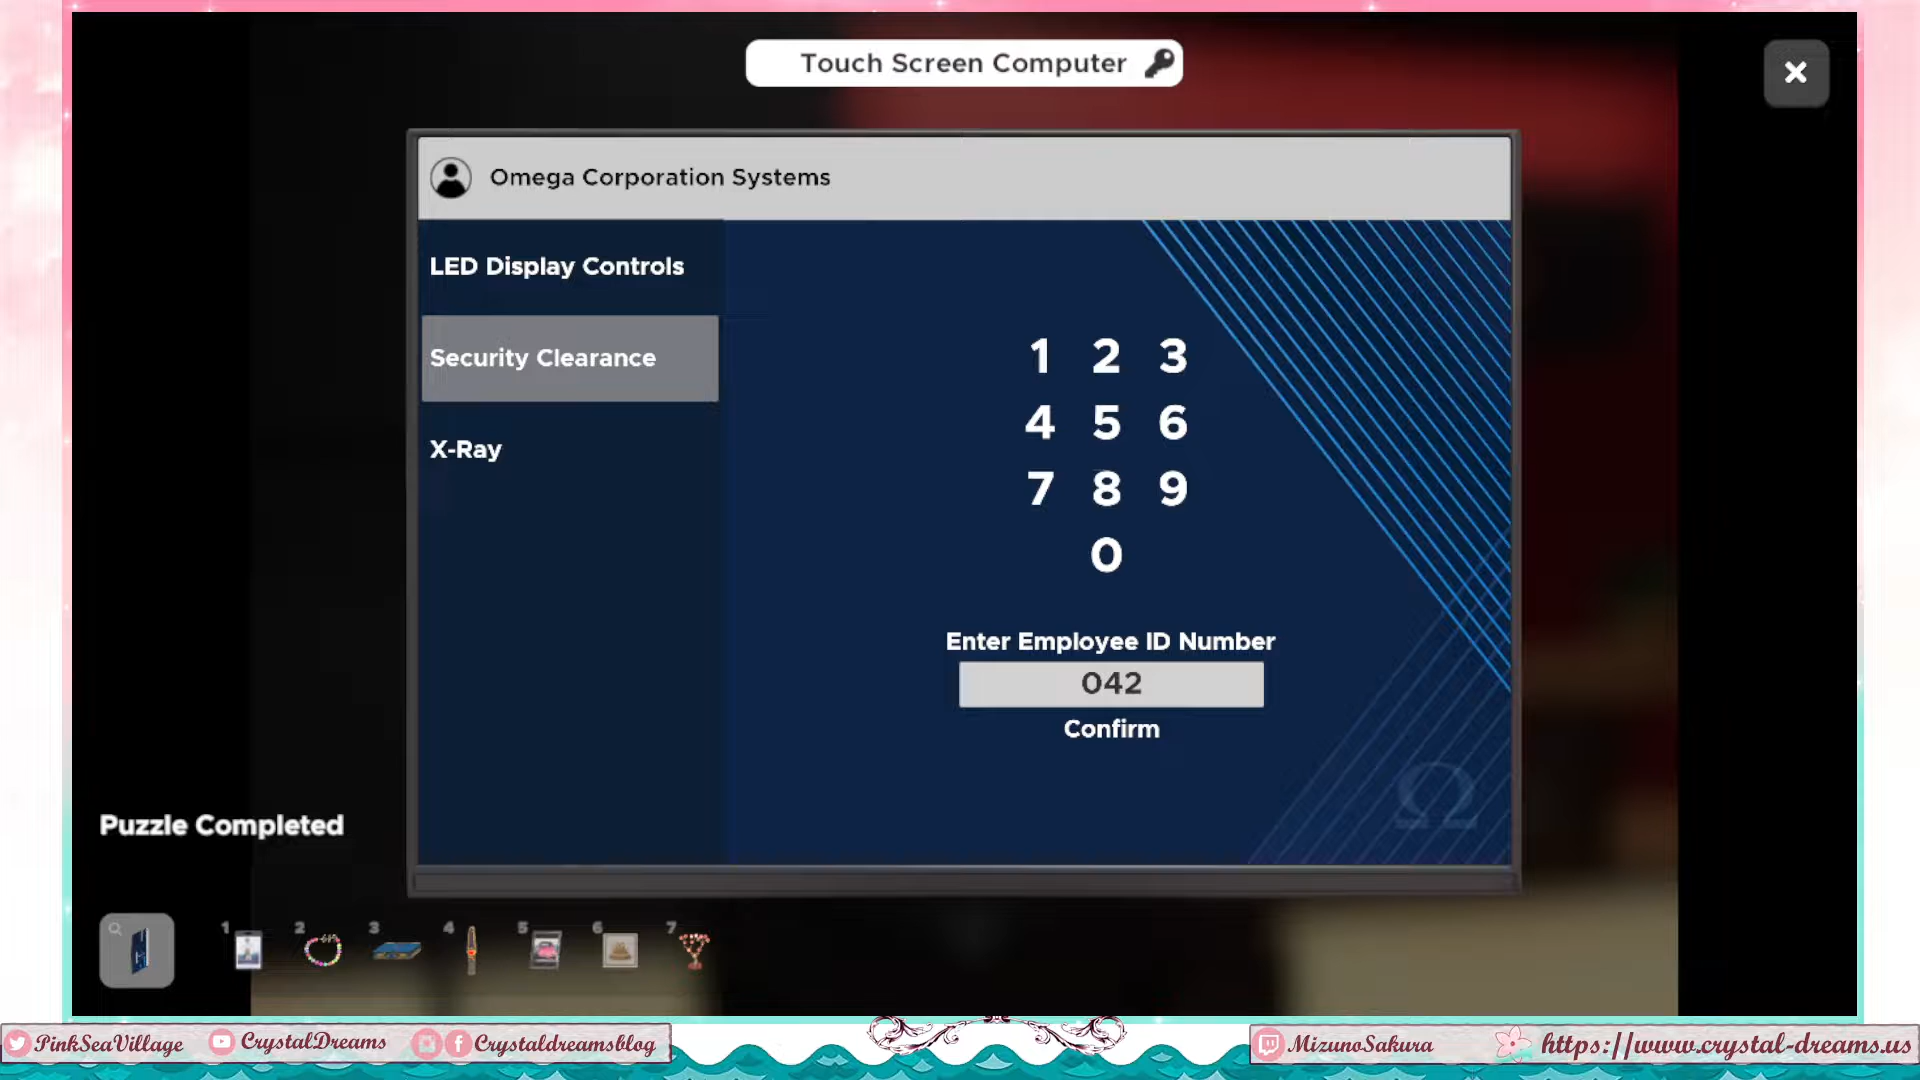 Touch Screen Computer
Omega Corporation Systems
LED Display Controls
Security Clearance
X-Ray
1 2 3
4 5 6
7 8 9
0
Enter Employee ID Number
042
Confirm
Ω
Puzzle Completed
1 2 3 4 5 6 7
PinkSeaVillage CrystalDreams Crystaldreamsblog MizunoSakura https://www.crystal-dreams.us